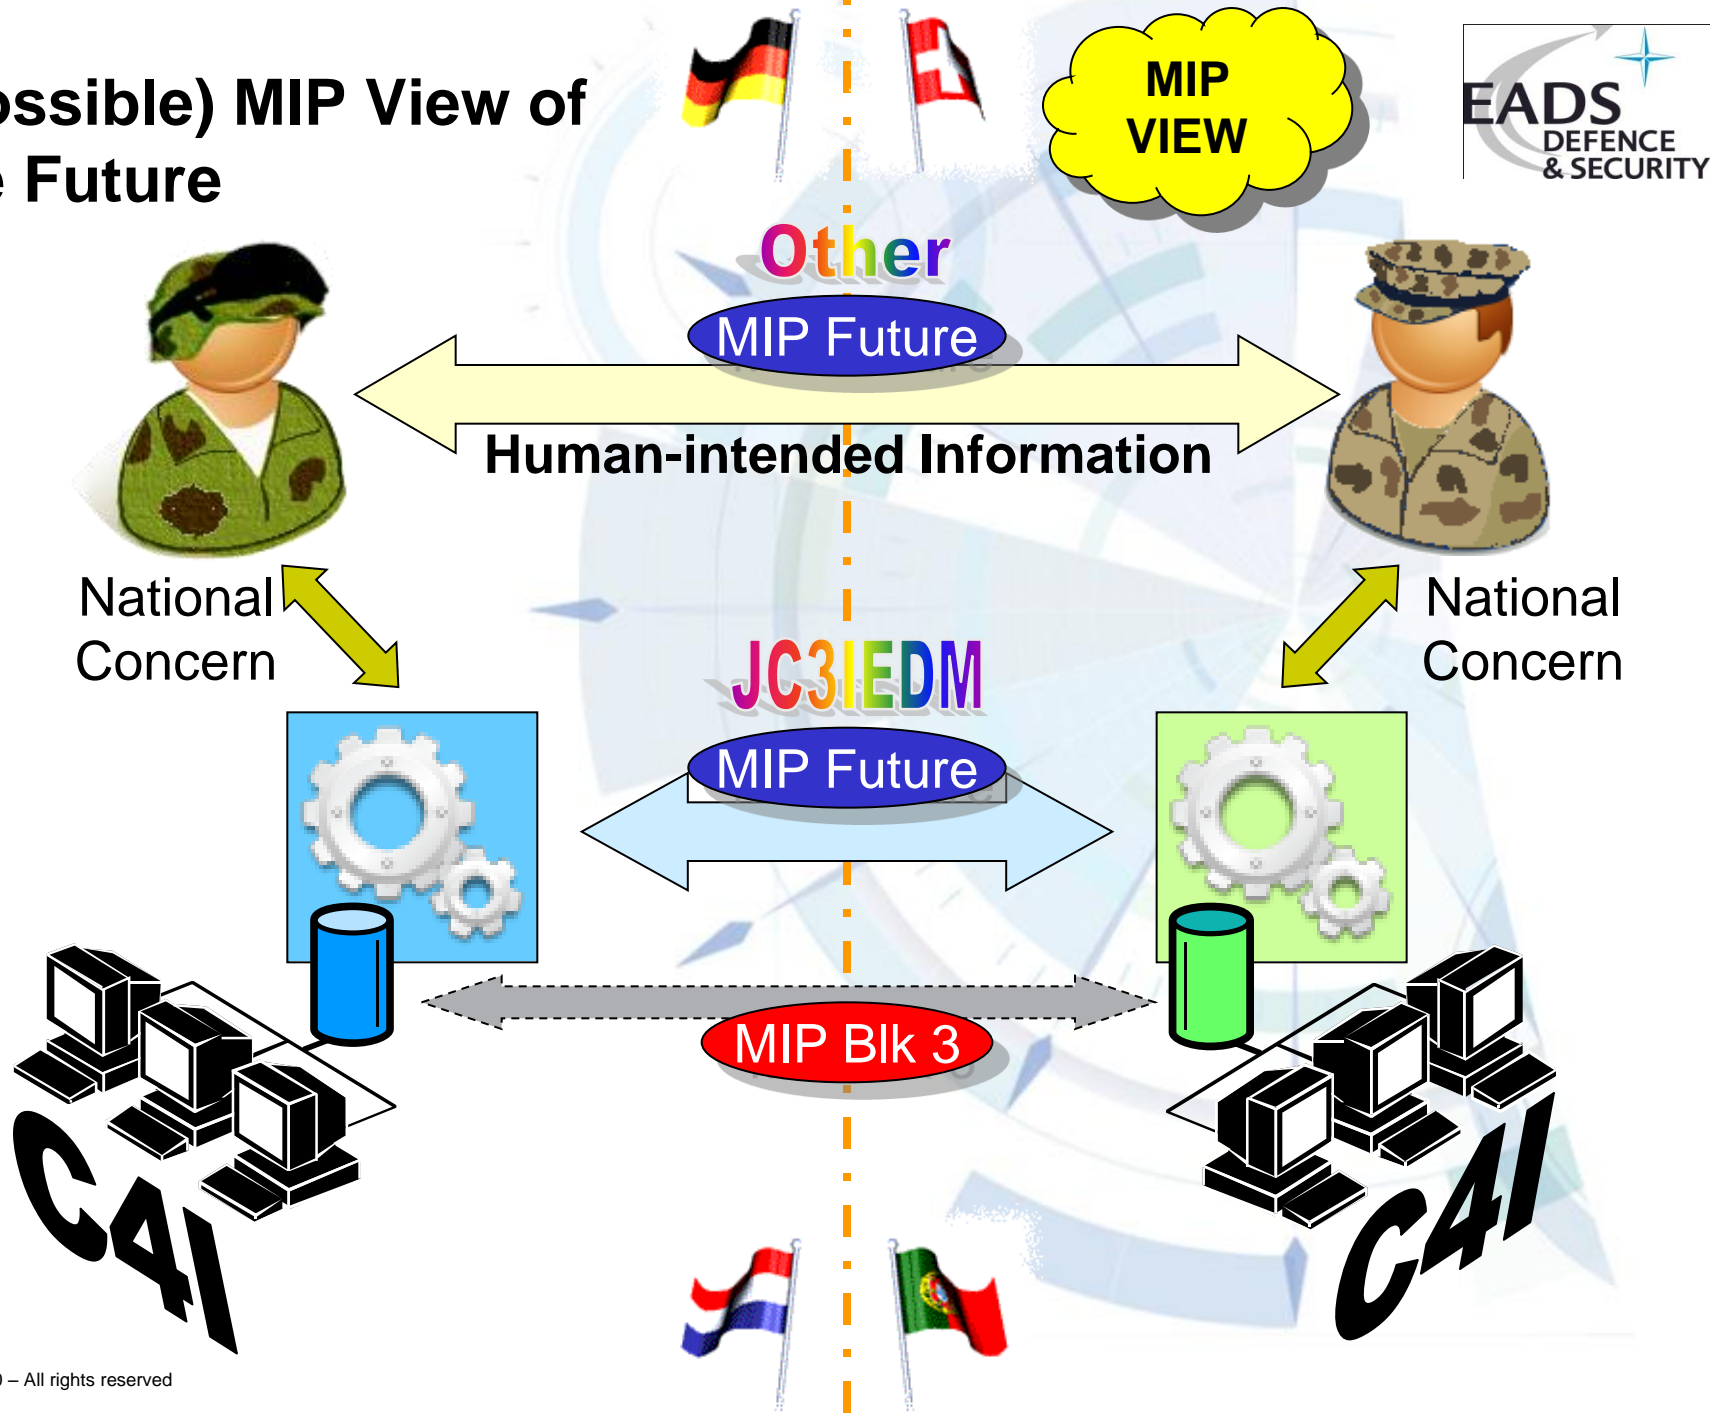 ossible) MIP View of
e Future
MIP
VIEW
EADS
DEFENCE
& SECURITY
Other
MIP Future
Human-intended Information
National
Concern
National
Concern
JC3IEDM
MIP Future
MIP Blk 3
C4I
C4I
– All rights reserved